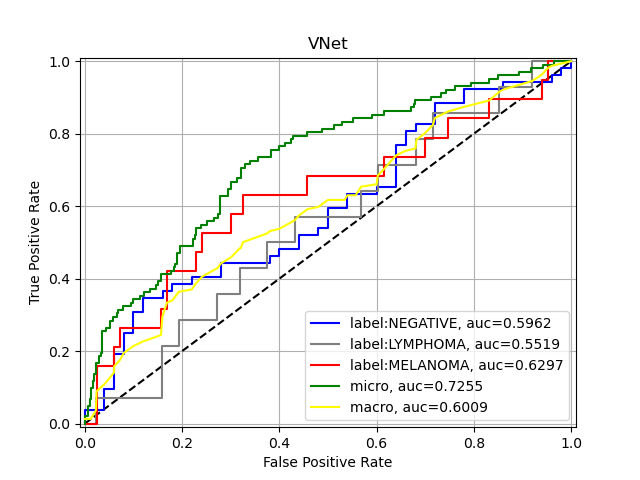 VNet
True Positive Rate
1.0
0.8
0.6
0.4
0.2
0.0
0.0 0.2 0.4 0.6 0.8 1.0
False Positive Rate
label:NEGATIVE, auc=0.5962
label:LYMPHOMA, auc=0.5519
label:MELANOMA, auc=0.6297
micro, auc=0.7255
macro, auc=0.6009